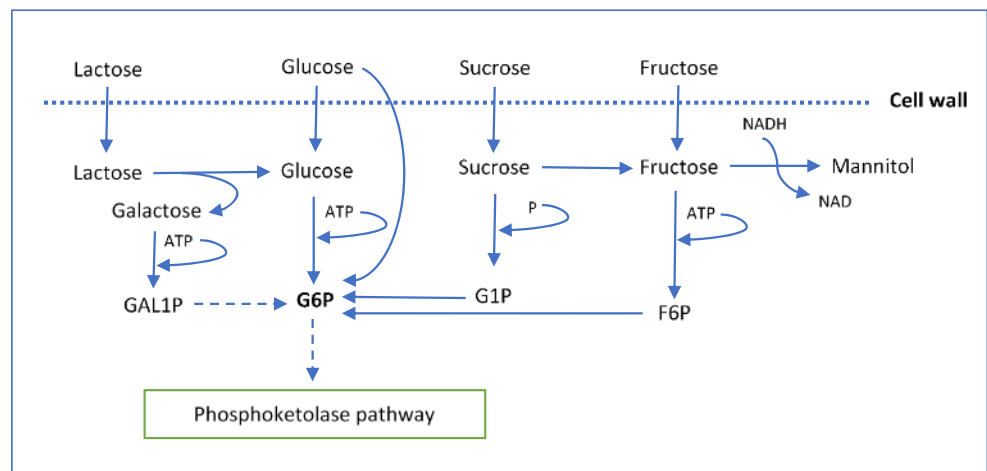 Lactose
Glucose
Sucrose
Fructose
Cell wall
NADH
Lactose
Glucose
Sucrose
Fructose
Mannitol
NAD
Galactose
ATP
P
ATP
ATP
GAL1P
G6P
G1P
F6P
Phosphoketolase pathway